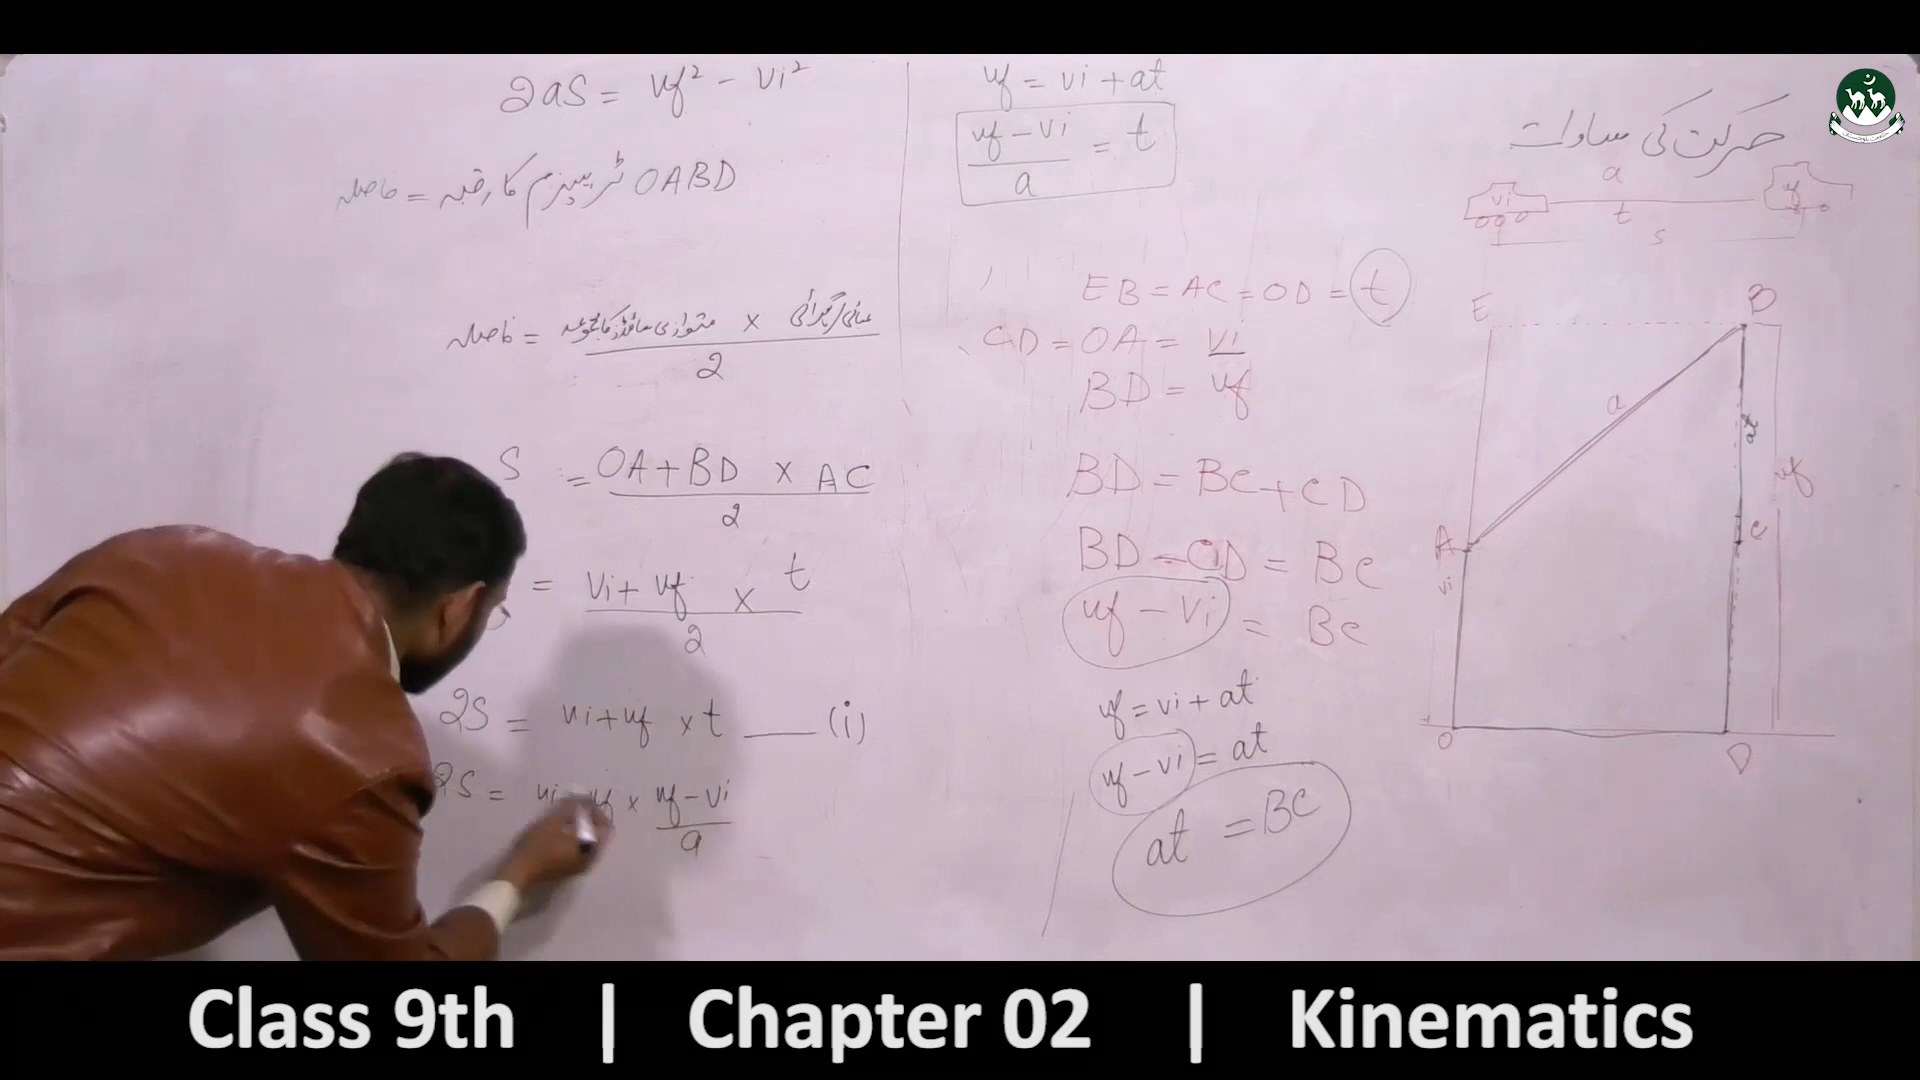 2aS = vf² - vi²
فاصلہ = ٹریپیزیم کا رقبہ OABD
فاصلہ = متوازی سائڈز کا مجموعہ x
2
S = OA + BD x AC
2
= vi + vf x t
2
2S = vi + vf x t ___ (i)
2S = vi + vf x vf - vi
a
vf = vi + at
vf - vi = t
a
EB = AC = OD = t
CD = OA = vi
BD = vf
BD = BC + CD
BD - CD = BC
vf - vi = BC
vf = vi + at
vf - vi = at
at = BC
حرکت کی مساوات
a
vi
vf
t
s
E
B
a
at
vf
A
C
vi
O
D
Class 9th | Chapter 02 | Kinematics